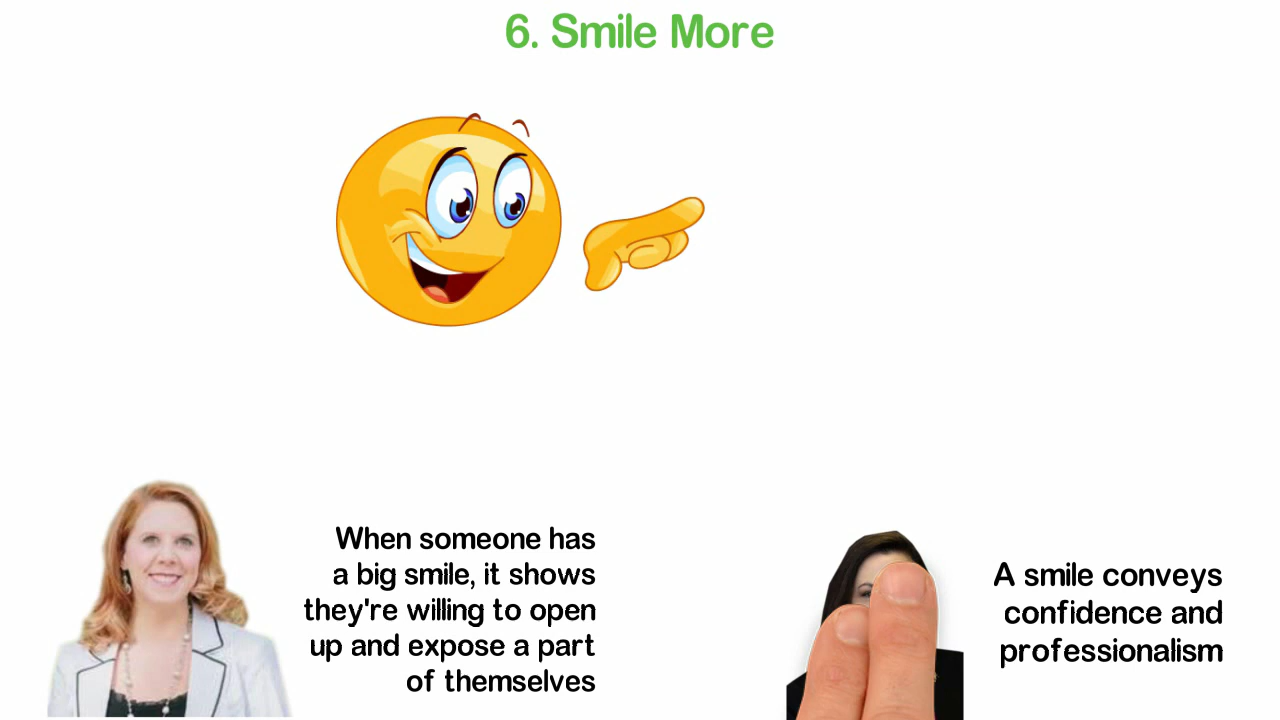 6. Smile More
When someone has
a big smile, it shows
they're willing to open
up and expose a part
of themselves
A smile conveys
confidence and
professionalism